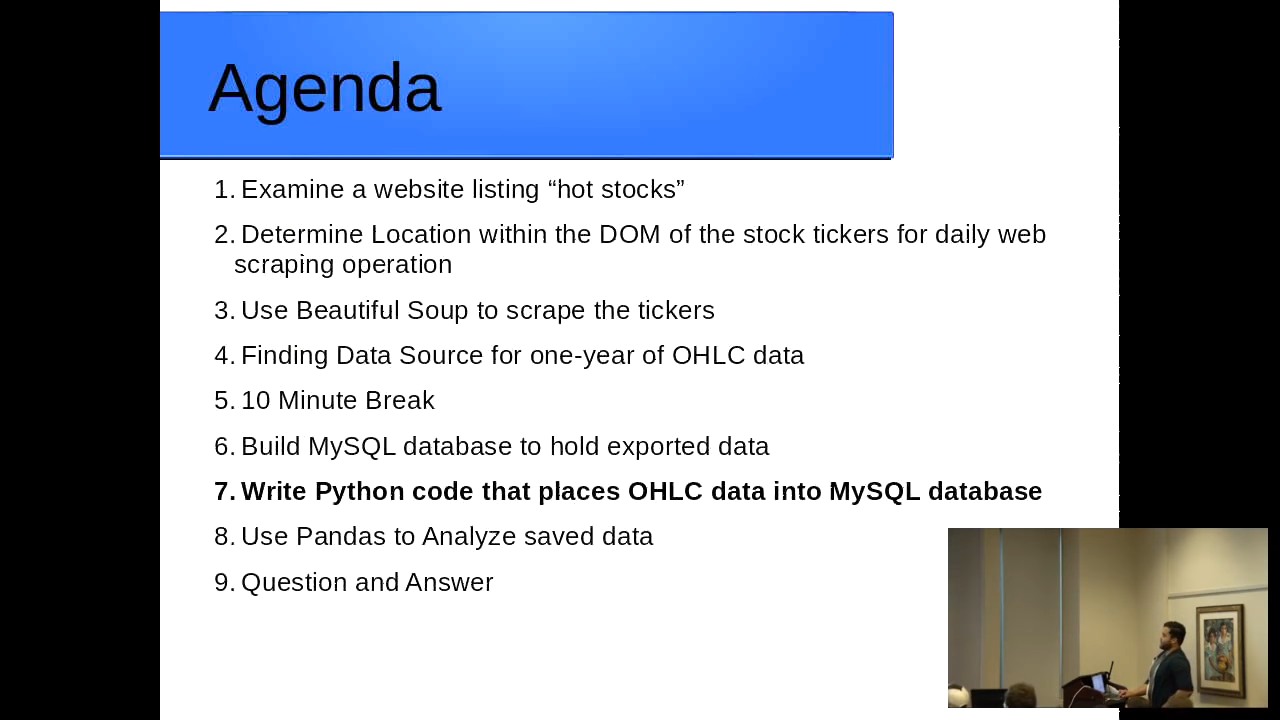 Agenda
1. Examine a website listing “hot stocks”
2. Determine Location within the DOM of the stock tickers for daily web
scraping operation
3. Use Beautiful Soup to scrape the tickers
4. Finding Data Source for one-year of OHLC data
5. 10 Minute Break
6. Build MySQL database to hold exported data
7. Write Python code that places OHLC data into MySQL database
8. Use Pandas to Analyze saved data
9. Question and Answer